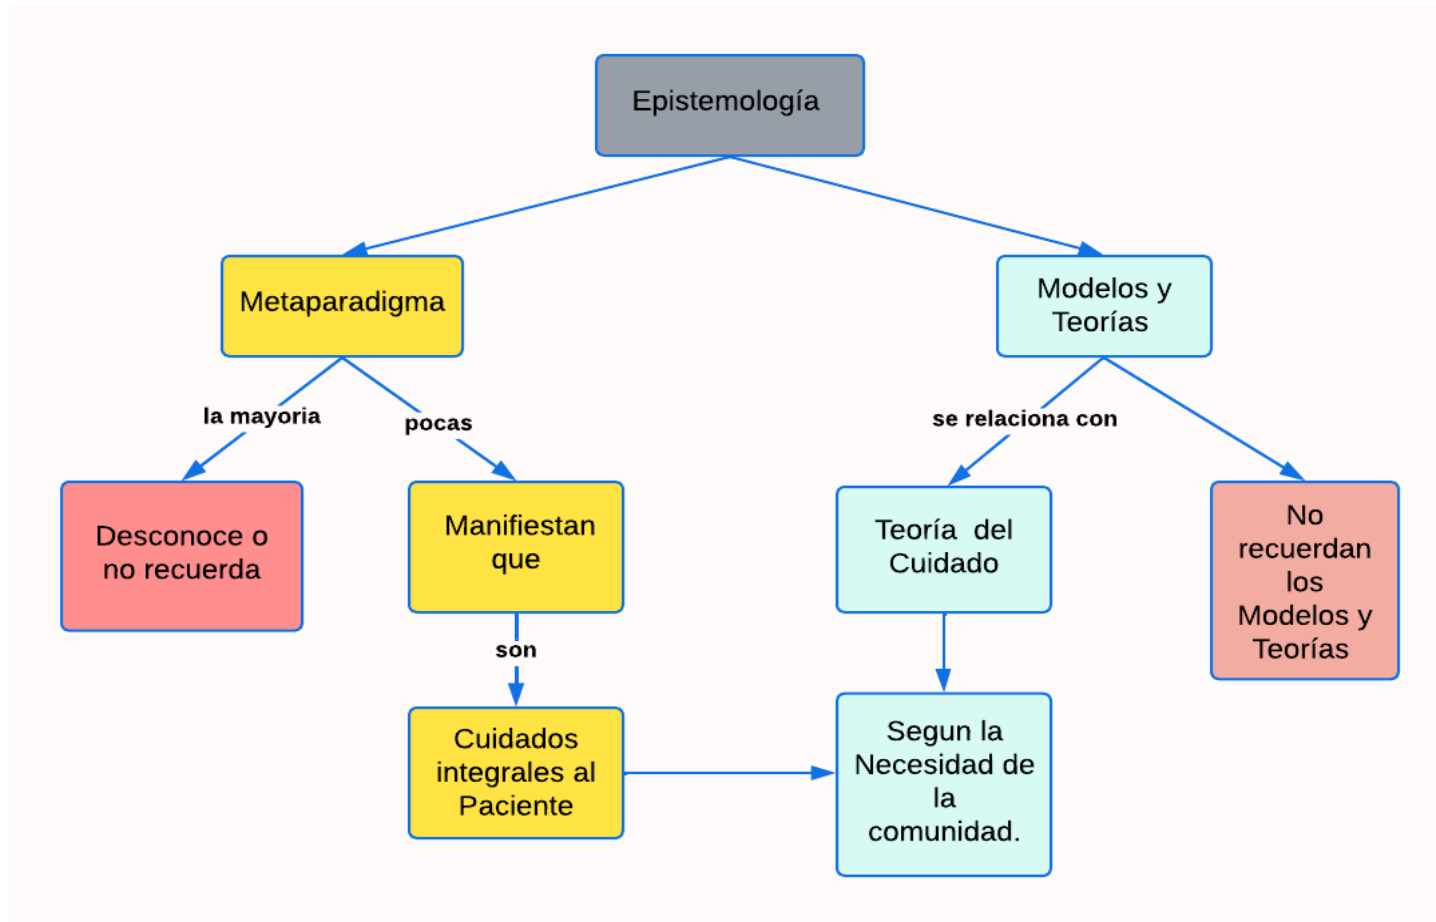 Epistemología
Metaparadigma
Modelos y
Teorías
la mayoria
pocas
se relaciona con
Desconoce o
no recuerda
Manifiestan
que
Teoría  del
Cuidado
No
recuerdan
los
Modelos y
Teorías
son
Cuidados
integrales al
Paciente
Segun la
Necesidad de
la
comunidad.